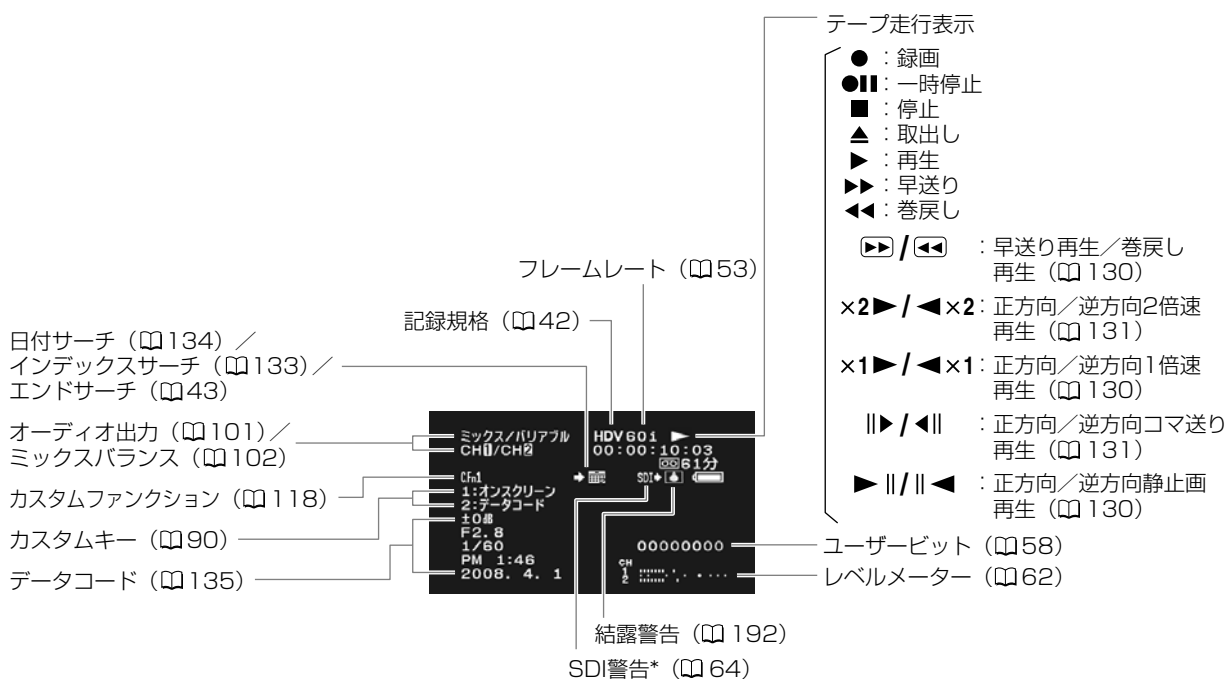 テープ走行表示
● : 録画
●II : 一時停止
■ : 停止
▲ : 取出し
▶ : 再生
▶▶ : 早送り
◀◀ : 巻戻し
▶▶/◀◀ : 早送り再生／巻戻し
再生（130）
×2▶/◀×2 : 正方向／逆方向2倍速
再生（131）
×1▶/◀×1 : 正方向／逆方向1倍速
再生（130）
II▶/◀II : 正方向／逆方向コマ送り
再生（131）
▶II/II◀ : 正方向／逆方向静止画
再生（130）
ユーザービット（58）
レベルメーター（62）
フレームレート（53）
記録規格（42）
日付サーチ（134）／
インデックスサーチ（133）／
エンドサーチ（43）
オーディオ出力（101）／
ミックスバランス（102）
カスタムファンクション（118）
カスタムキー（90）
データコード（135）
ミックス/バリアブル
CH1/CH2
HDV60i ▶
00:00:10:03
61分
C.Fn1
SDI
1:オンスクリーン
2:データコード
±0dB
F2.8
1/60
PM 1:46
2008. 4. 1
00000000
CH
1
2
結露警告（192）
SDI警告*（64）